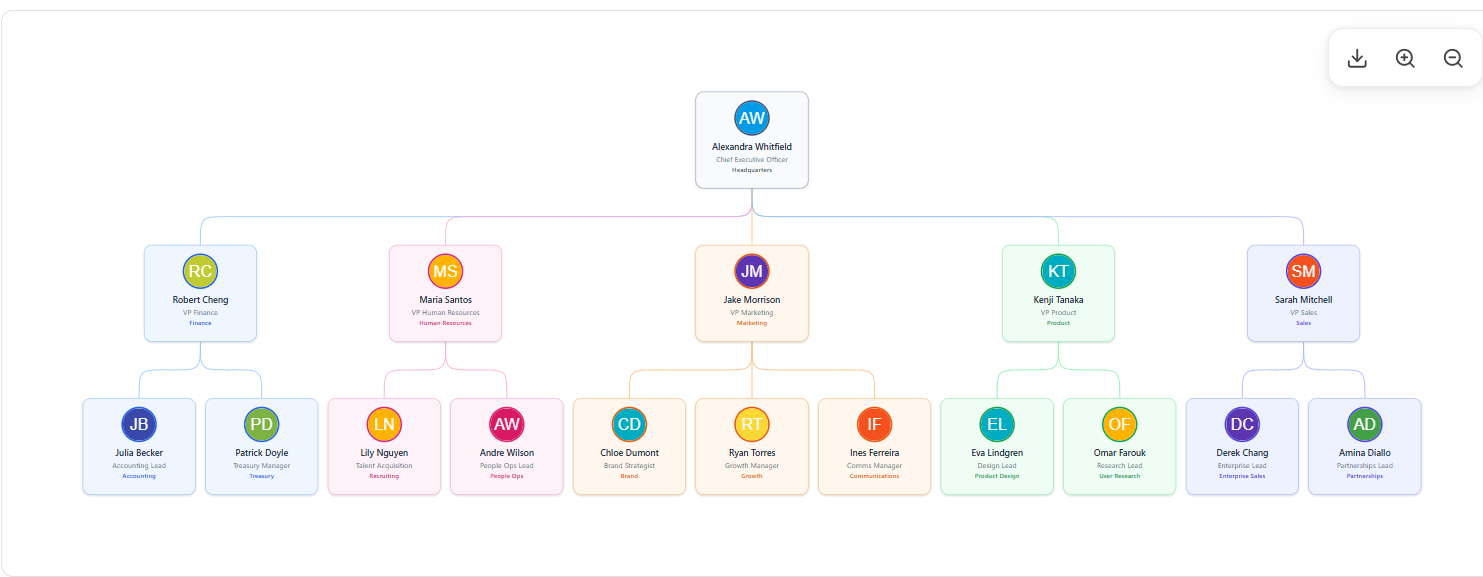 AW
Alexandra Whitfield
Chief Executive Officer
Headquarters
RC
Robert Cheng
VP Finance
Finance
MS
Maria Santos
VP Human Resources
Human Resources
JM
Jake Morrison
VP Marketing
Marketing
KT
Kenji Tanaka
VP Product
Product
SM
Sarah Mitchell
VP Sales
Sales
JB
Julia Becker
Accounting Lead
Accounting
PD
Patrick Doyle
Treasury Manager
Treasury
LN
Lily Nguyen
Talent Acquisition
Recruiting
AW
Andre Wilson
People Ops Lead
People Ops
CD
Chloe Dumont
Brand Strategist
Brand
RT
Ryan Torres
Growth Manager
Growth
IF
Ines Ferreira
Comms Manager
Communications
EL
Eva Lindgren
Design Lead
Product Design
OF
Omar Farouk
Research Lead
User Research
DC
Derek Chang
Enterprise Lead
Enterprise Sales
AD
Amina Diallo
Partnerships Lead
Partnerships